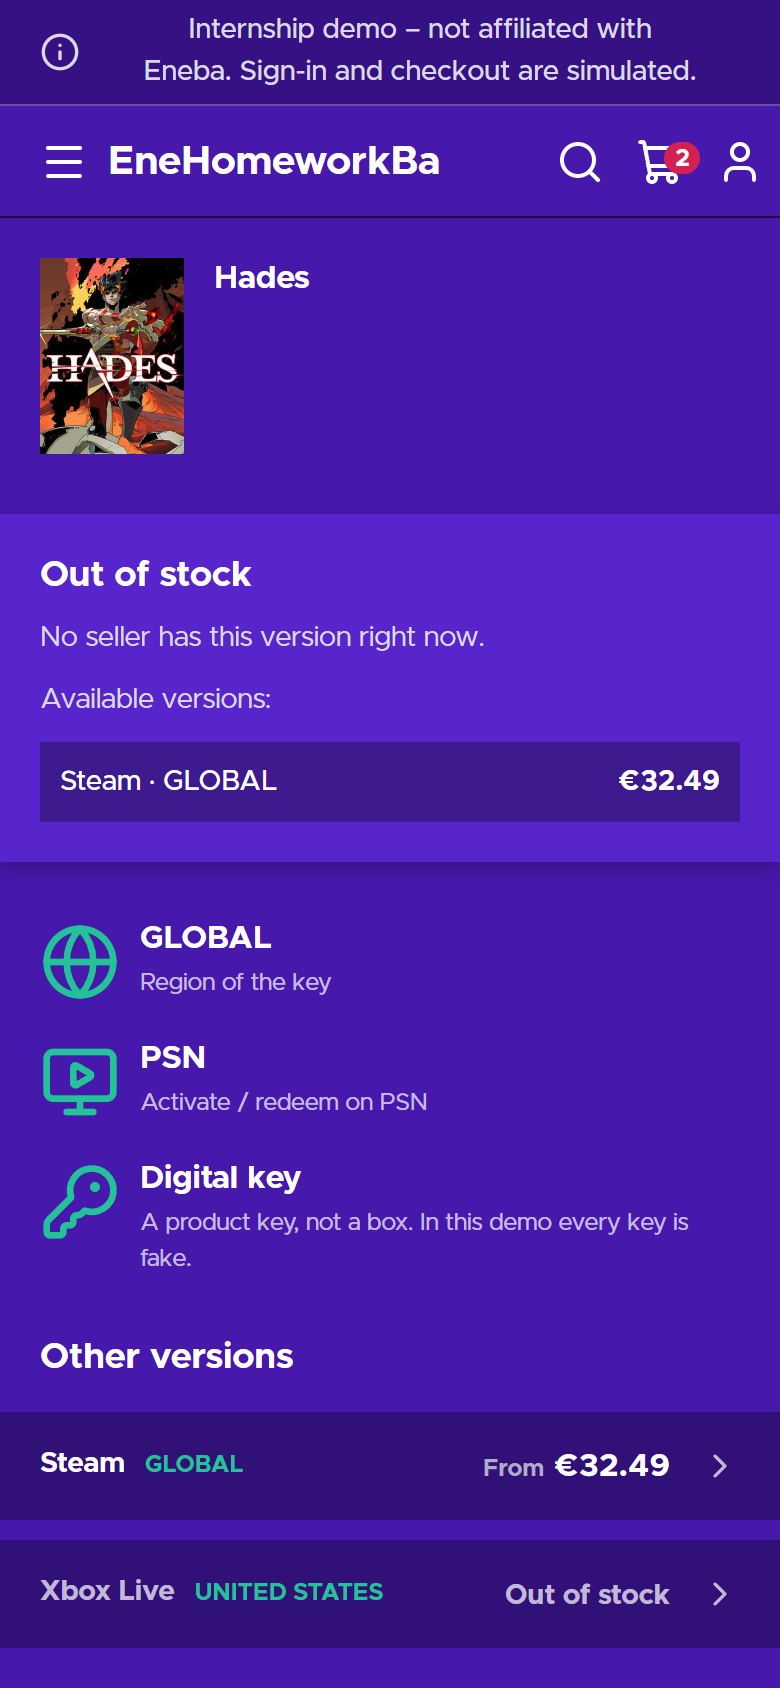 Internship demo – not affiliated with
Eneba. Sign-in and checkout are simulated.
EneHomeworkBa
2
Hades
HADES
Out of stock
No seller has this version right now.
Available versions:
Steam · GLOBAL €32.49
GLOBAL
Region of the key
PSN
Activate / redeem on PSN
Digital key
A product key, not a box. In this demo every key is
fake.
Other versions
Steam GLOBAL From €32.49
Xbox Live UNITED STATES Out of stock